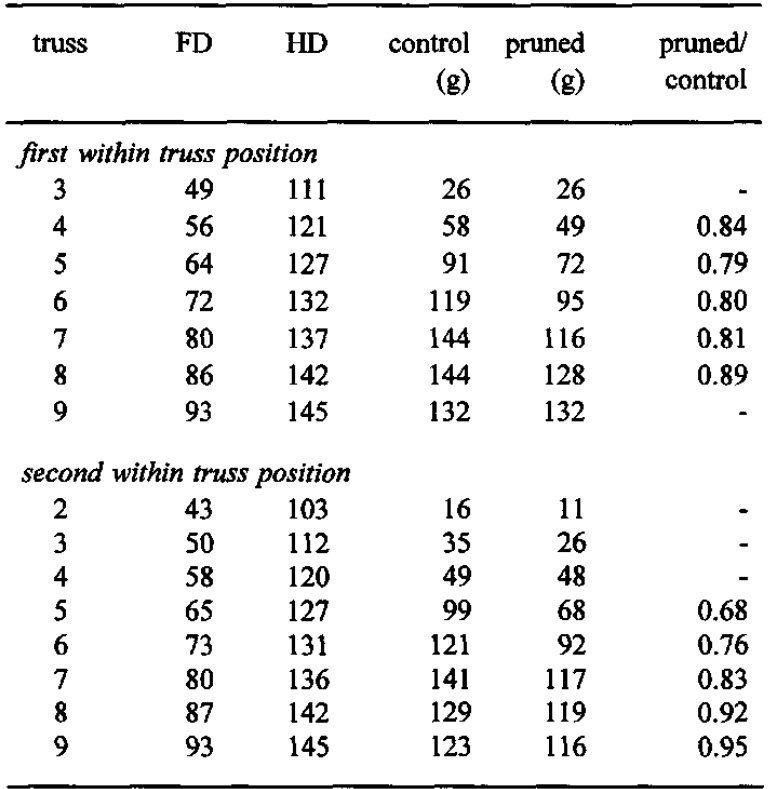 truss FD HD control pruned pruned/
(g) (g) control
first within truss position
3 49 111 26 26 -
4 56 121 58 49 0.84
5 64 127 91 72 0.79
6 72 132 119 95 0.80
7 80 137 144 116 0.81
8 86 142 144 128 0.89
9 93 145 132 132 -
second within truss position
2 43 103 16 11 -
3 50 112 35 26 -
4 58 120 49 48 -
5 65 127 99 68 0.68
6 73 131 121 92 0.76
7 80 136 141 117 0.83
8 87 142 129 119 0.92
9 93 145 123 116 0.95